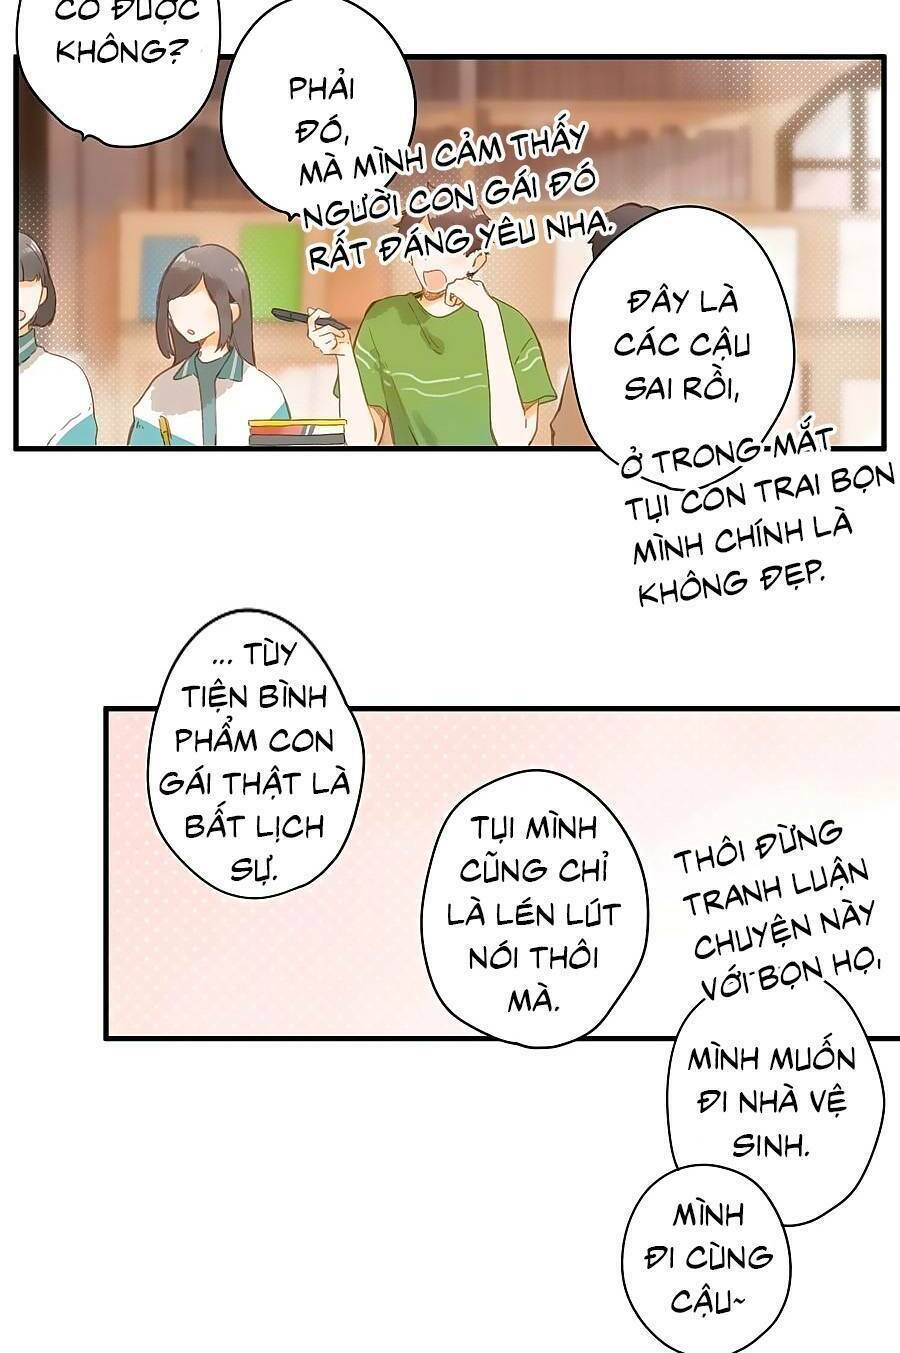 CÓ ĐƯỢC
KHÔNG?
PHẢI
ĐÓ,
MÀ MÌNH CẢM THẤY
NGƯỜI CON GÁI ĐÓ
RẤT ĐÁNG YÊU NHA.
ĐÂY LÀ
CÁC CẬU
SAI RỒI,
Ở TRONG MẮT
TỤI CON TRAI BỌN
MÌNH CHÍNH LÀ
KHÔNG ĐẸP.
... TÙY
TIỆN BÌNH
PHẨM CON
GÁI THẬT LÀ
BẤT LỊCH
SỰ.
TỤI MÌNH
CŨNG CHỈ
LÀ LÉN LÚT
NÓI THÔI
MÀ.
THÔI ĐỪNG
TRANH LUẬN
CHUYỆN NÀY
VỚI BỌN HỌ,
MÌNH MUỐN
ĐI NHÀ VỆ
SINH.
MÌNH
ĐI CÙNG
CẬU~